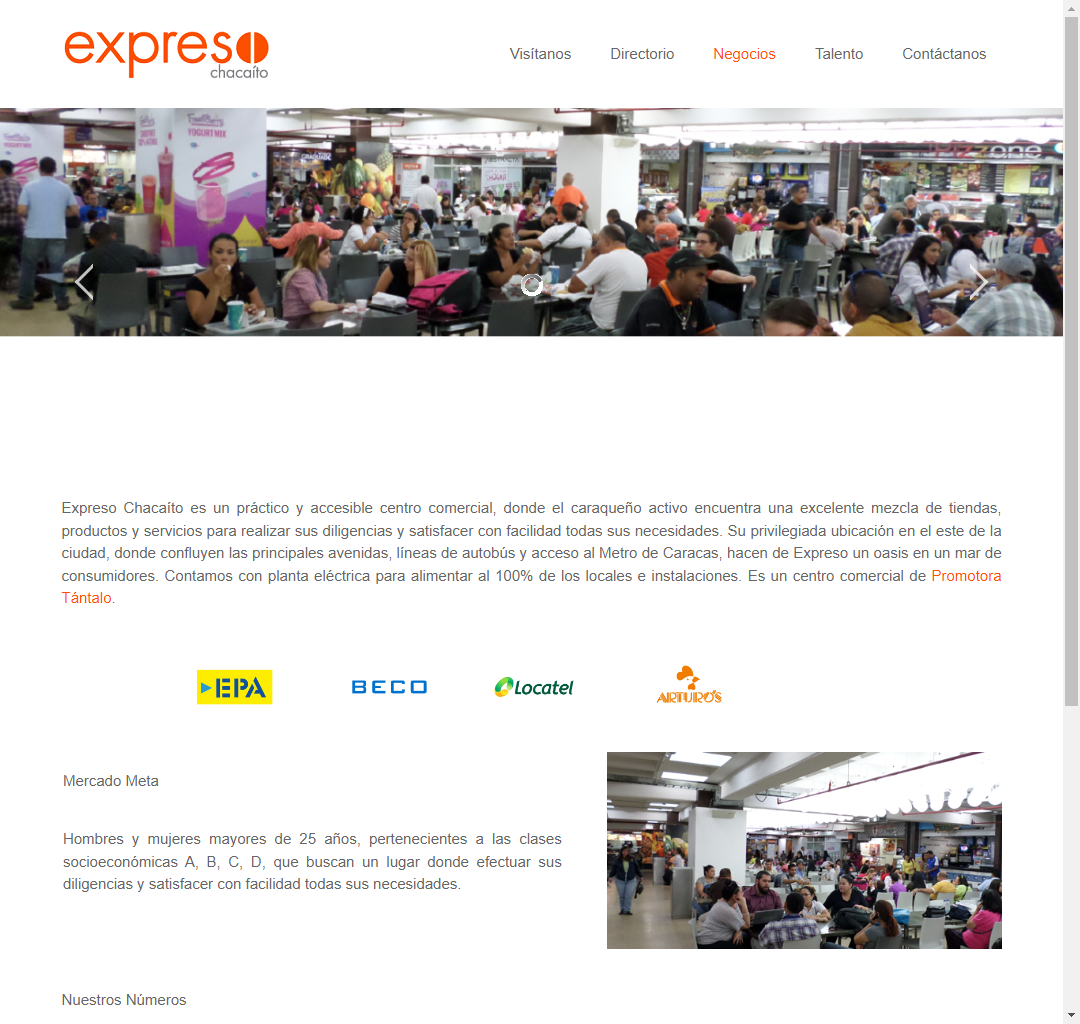 expreso
chacaíto
Visítanos Directorio Negocios Talento Contáctanos
YOGURT MIX
YOGURT MIX
Expreso Chacaíto es un práctico y accesible centro comercial, donde el caraqueño activo encuentra una excelente mezcla de tiendas,
productos y servicios para realizar sus diligencias y satisfacer con facilidad todas sus necesidades. Su privilegiada ubicación en el este de la
ciudad, donde confluyen las principales avenidas, líneas de autobús y acceso al Metro de Caracas, hacen de Expreso un oasis en un mar de
consumidores. Contamos con planta eléctrica para alimentar al 100% de los locales e instalaciones. Es un centro comercial de Promotora
Tántalo.
EPA BECO Locatel ARTURO'S
Mercado Meta
Hombres y mujeres mayores de 25 años, pertenecientes a las clases
socioeconómicas A, B, C, D, que buscan un lugar donde efectuar sus
diligencias y satisfacer con facilidad todas sus necesidades.
Nuestros Números